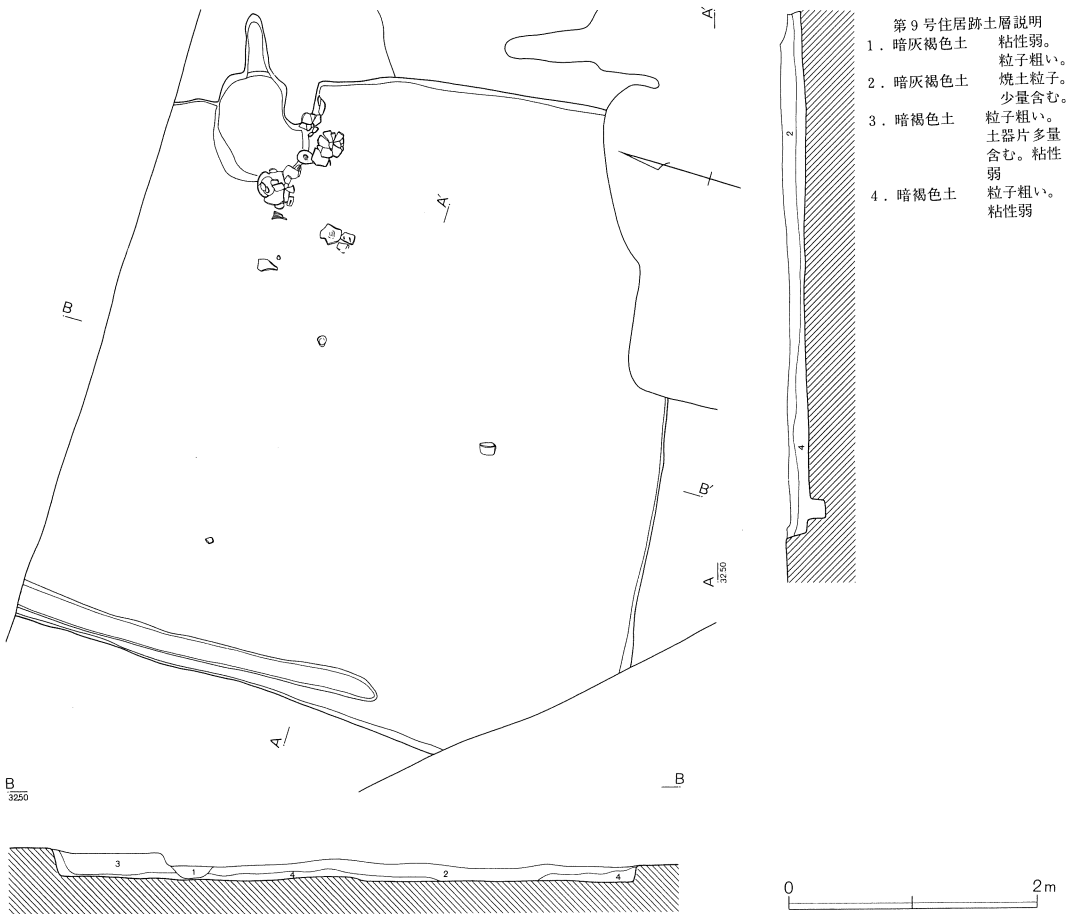 第9号住居跡土層説明
1．暗灰褐色土　粘性弱。
粒子粗い。
2．暗灰褐色土　焼土粒子。
少量含む。
3．暗褐色土　粒子粗い。
土器片多量
含む。粘性
弱
4．暗褐色土　粒子粗い。
粘性弱
A'
2
A'
B
4
B'
A
3250
A
B
3250
B
3
1
4
2
4
0
2m